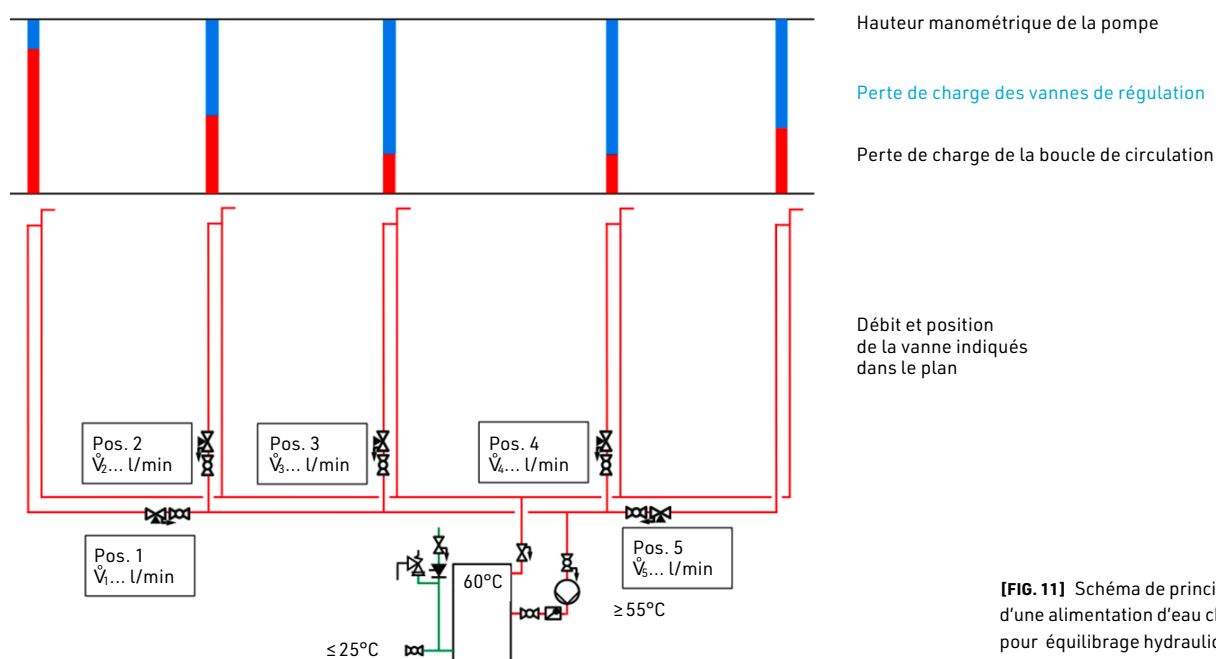 Hauteur manométrique de la pompe
Perte de charge des vannes de régulation
Perte de charge de la boucle de circulation
Débit et position
de la vanne indiqués
dans le plan
Pos. 2
V̊₂... l/min
Pos. 3
V̊₃... l/min
Pos. 4
V̊₄... l/min
Pos. 1
V̊₁... l/min
Pos. 5
V̊₅... l/min
60°C
≥55°C
≤25°C
[FIG. 11] Schéma de princi
d'une alimentation d'eau c
pour équilibrage hydrauli